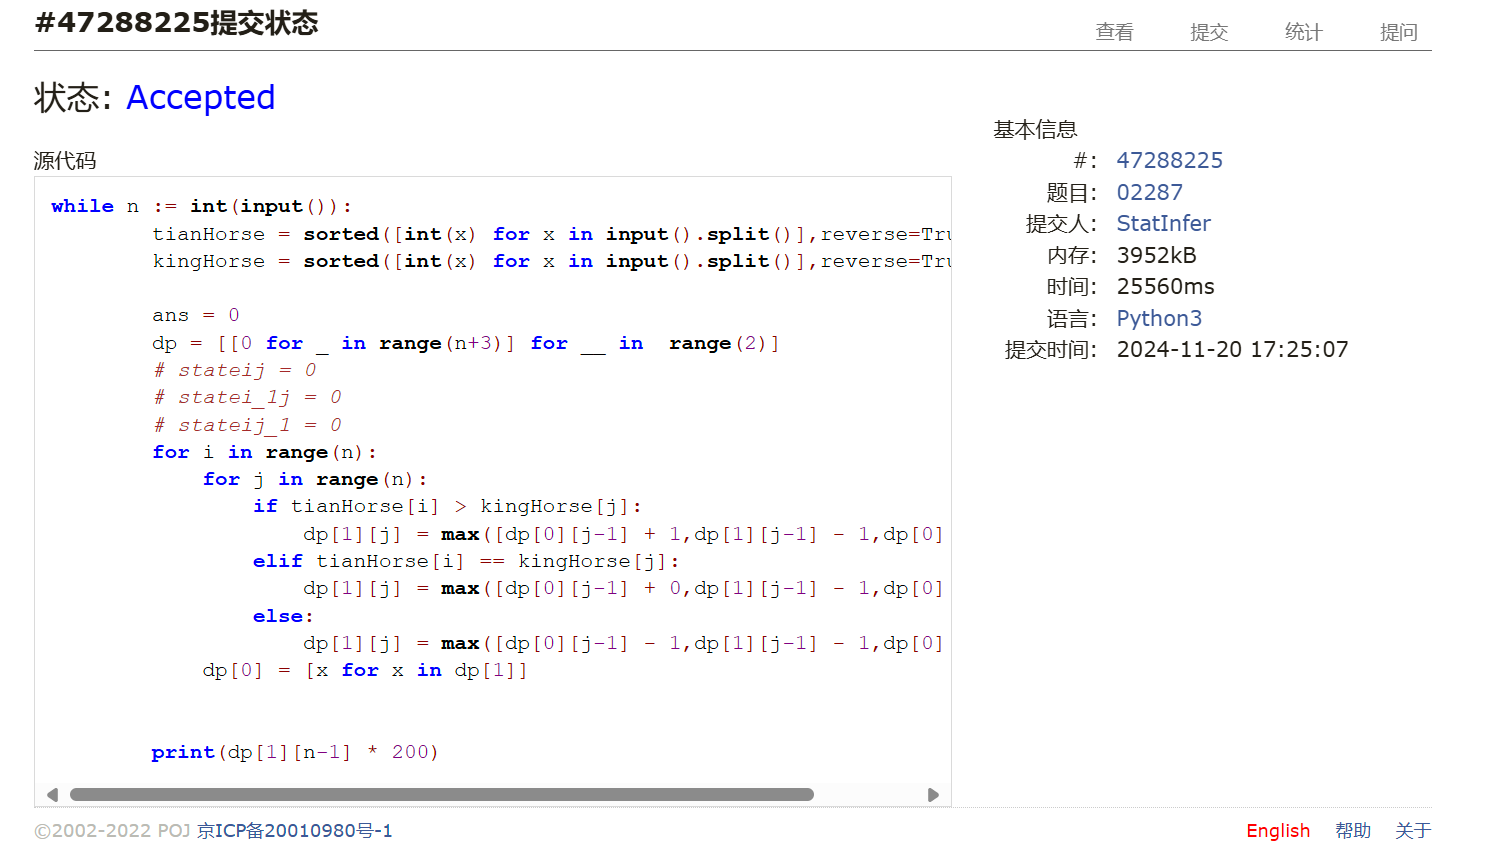 #47288225提交状态
查看 提交 统计 提问
状态: Accepted
源代码
while n := int(input()):
        tianHorse = sorted([int(x) for x in input().split()],reverse=Tru
        kingHorse = sorted([int(x) for x in input().split()],reverse=Tru
        ans = 0
        dp = [[0 for _ in range(n+3)] for __ in  range(2)]
        # stateij = 0
        # statei_1j = 0
        # stateij_1 = 0
        for i in range(n):
            for j in range(n):
                if tianHorse[i] > kingHorse[j]:
                    dp[1][j] = max([dp[0][j-1] + 1,dp[1][j-1] - 1,dp[0]
                elif tianHorse[i] == kingHorse[j]:
                    dp[1][j] = max([dp[0][j-1] + 0,dp[1][j-1] - 1,dp[0]
                else:
                    dp[1][j] = max([dp[0][j-1] - 1,dp[1][j-1] - 1,dp[0]
            dp[0] = [x for x in dp[1]]
        print(dp[1][n-1] * 200)
基本信息
#: 47288225
题目: 02287
提交人: StatInfer
内存: 3952kB
时间: 25560ms
语言: Python3
提交时间: 2024-11-20 17:25:07
©2002-2022 POJ 京ICP备20010980号-1
English 帮助 关于